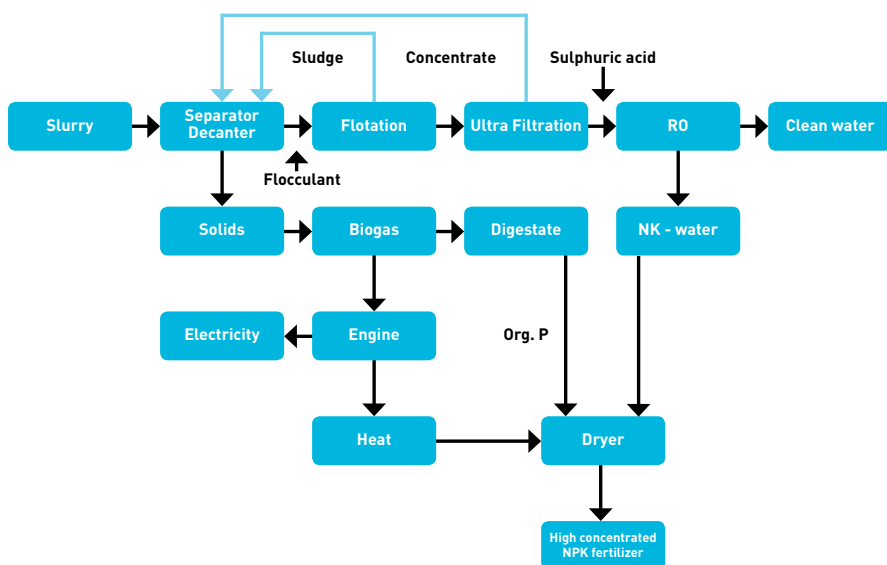 Sludge
Concentrate
Sulphuric acid
Slurry
Separator
Decanter
Flotation
Ultra Filtration
RO
Clean water
Flocculant
Solids
Biogas
Digestate
NK - water
Electricity
Engine
Org. P
Heat
Dryer
High concentrated
NPK fertilizer